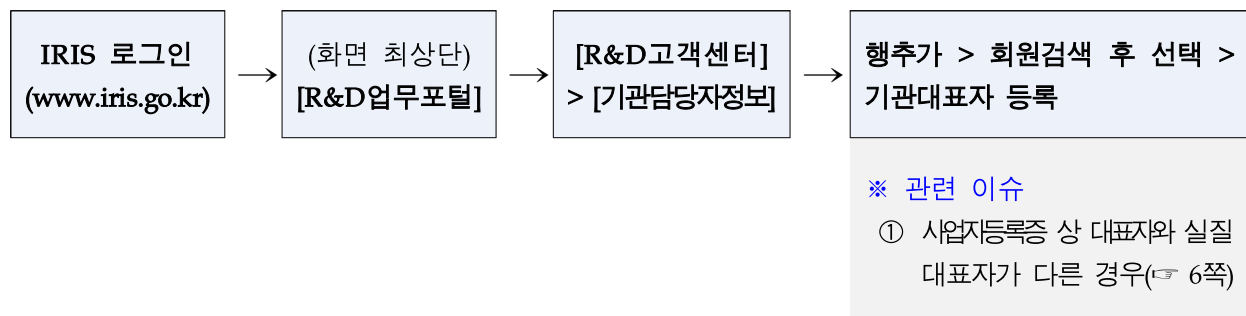 IRIS 로그인
(www.iris.go.kr)
(화면 최상단)
[R&D업무포털]
[R&D고객센터]
> [기관담당자정보]
행추가 > 회원검색 후 선택 >
기관대표자 등록
※ 관련 이슈
① 사업자등록증 상 대표자와 실질
대표자가 다른 경우(☞ 6쪽)